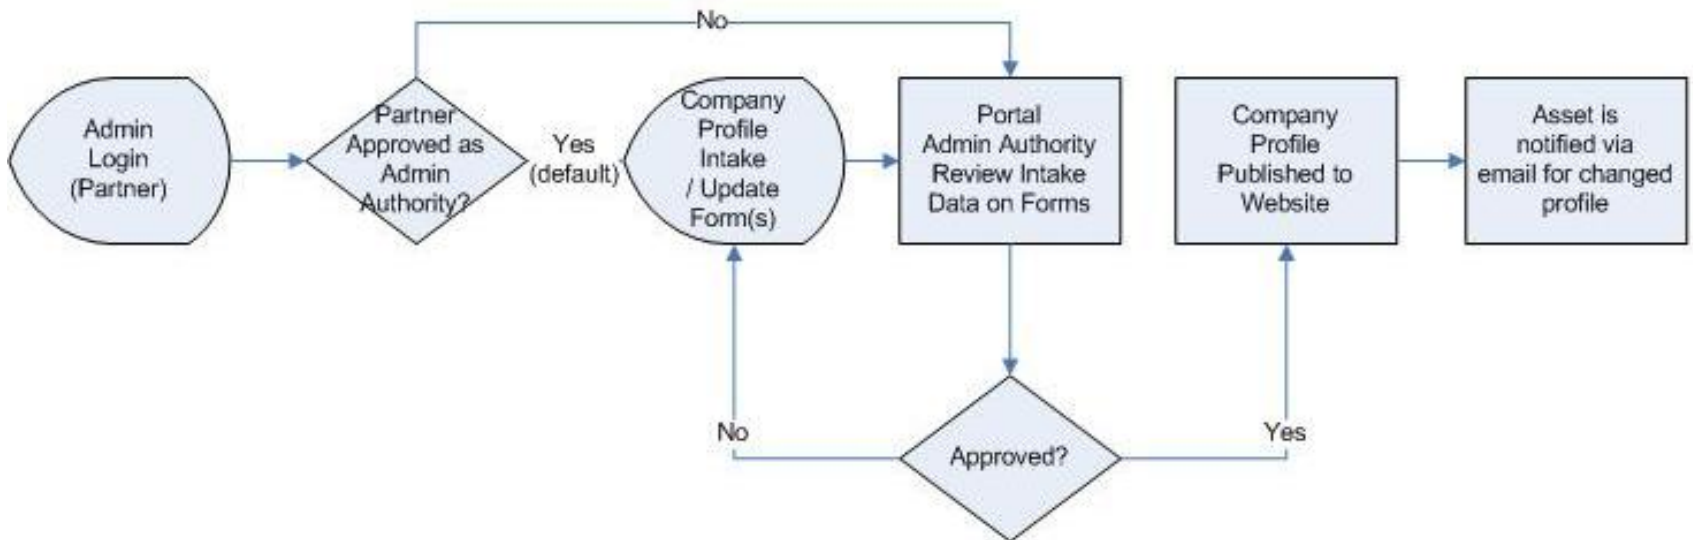 No
Admin
Login
(Partner)
Partner
Approved as
Admin
Authority?
Yes
(default)
Company
Profile
Intake
/ Update
Form(s)
Portal
Admin Authority
Review Intake
Data on Forms
Company
Profile
Published to
Website
Asset is
notified via
email for changed
profile
No
Approved?
Yes